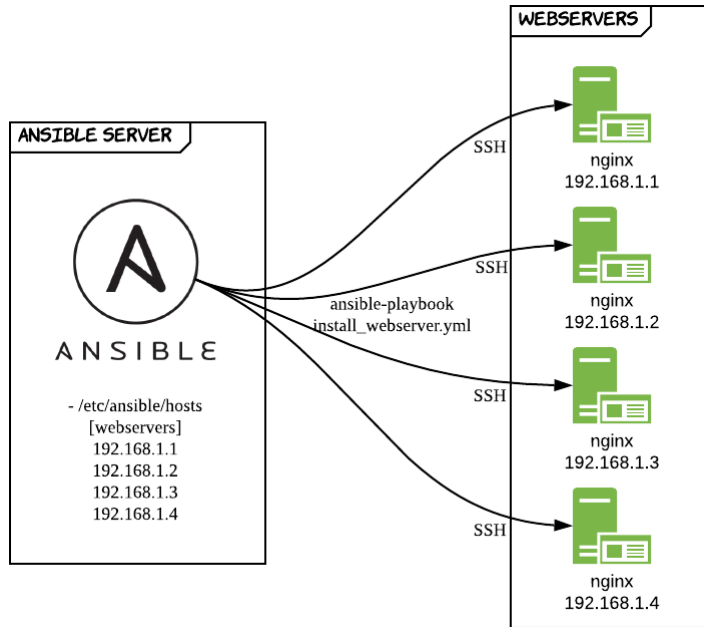 ANSIBLE SERVER
ANSIBLE
- /etc/ansible/hosts
[webservers]
192.168.1.1
192.168.1.2
192.168.1.3
192.168.1.4
SSH
SSH
ansible-playbook
install_webserver.yml
SSH
SSH
WEBSERVERS
nginx
192.168.1.1
nginx
192.168.1.2
nginx
192.168.1.3
nginx
192.168.1.4